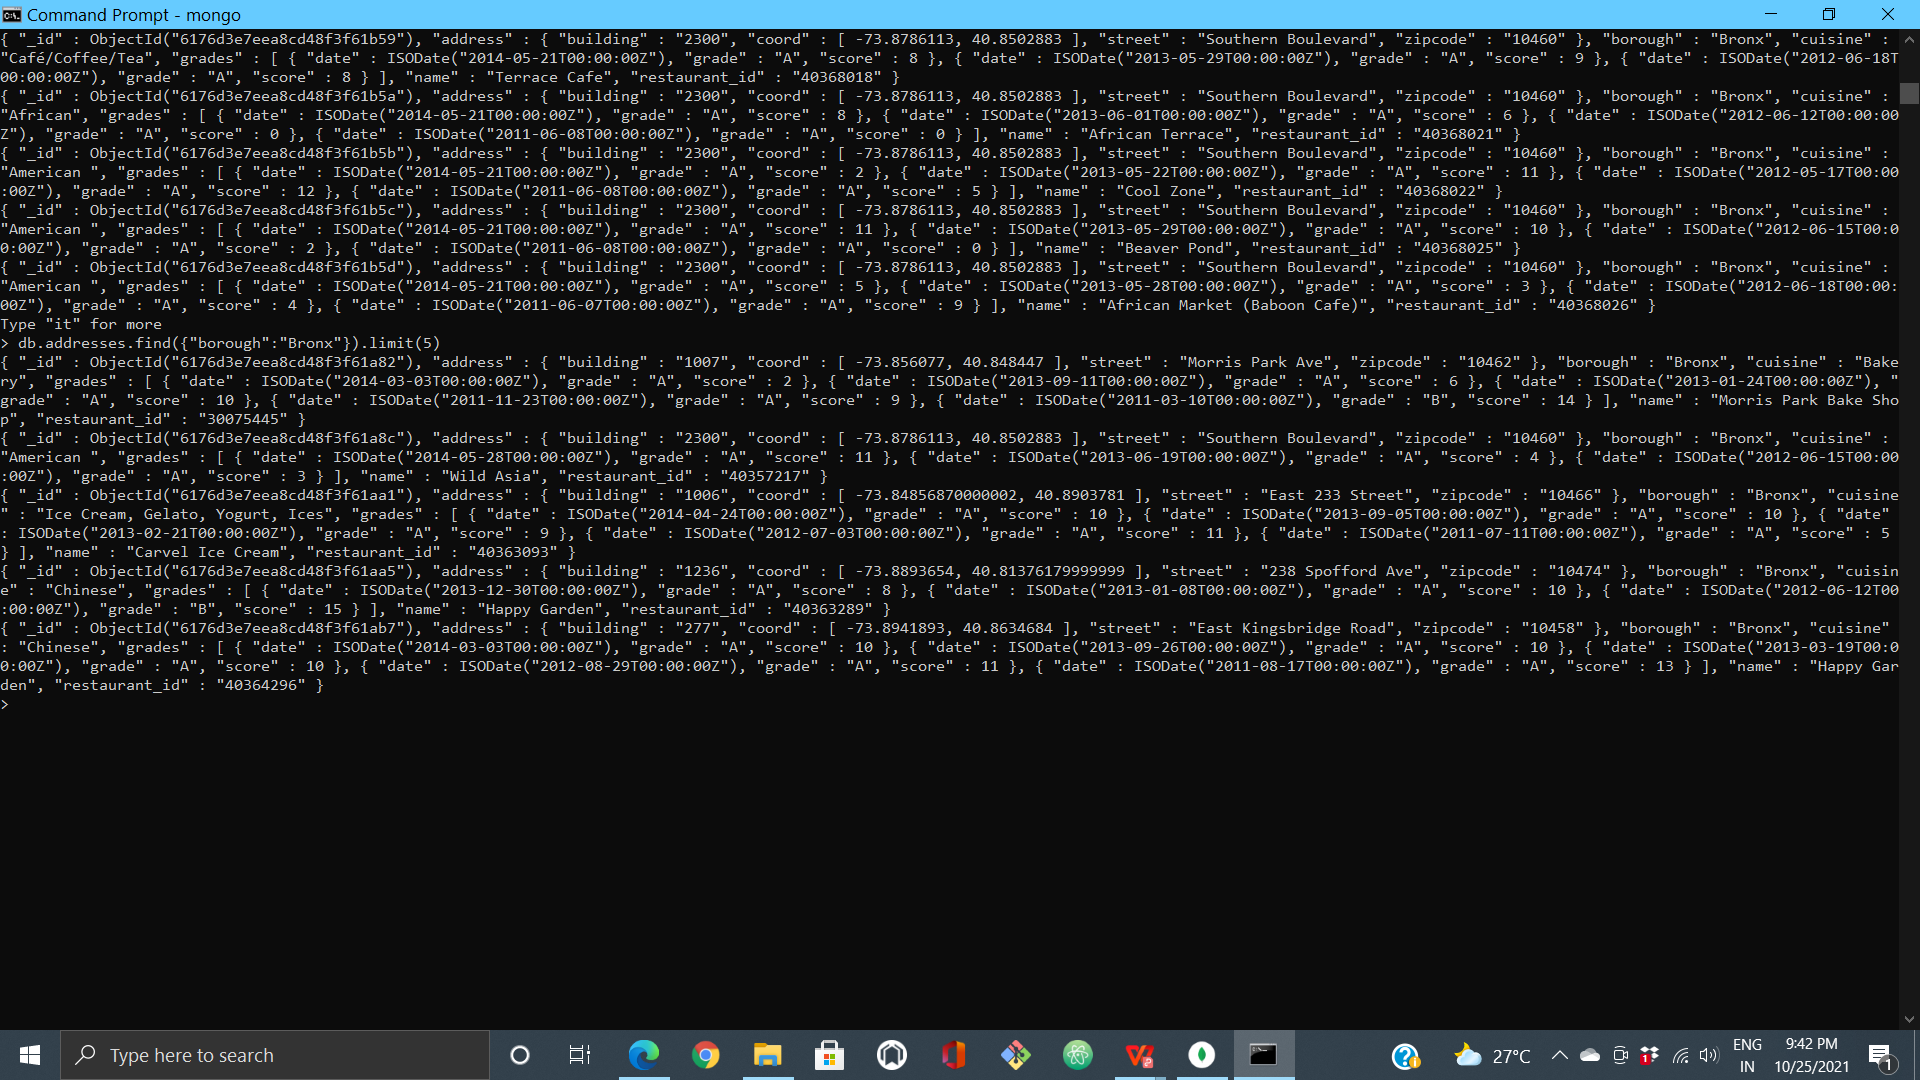 Command Prompt - mongo
{ "_id" : ObjectId("6176d3e7eea8cd48f3f61b59"), "address" : { "building" : "2300", "coord" : [ -73.8786113, 40.8502883 ], "street" : "Southern Boulevard", "zipcode" : "10460" }, "borough" : "Bronx", "cuisine" :
"Café/Coffee/Tea", "grades" : [ { "date" : ISODate("2014-05-21T00:00:00Z"), "grade" : "A", "score" : 8 }, { "date" : ISODate("2013-05-29T00:00:00Z"), "grade" : "A", "score" : 9 }, { "date" : ISODate("2012-06-18T
00:00:00Z"), "grade" : "A", "score" : 8 } ], "name" : "Terrace Cafe", "restaurant_id" : "40368018" }
{ "_id" : ObjectId("6176d3e7eea8cd48f3f61b5a"), "address" : { "building" : "2300", "coord" : [ -73.8786113, 40.8502883 ], "street" : "Southern Boulevard", "zipcode" : "10460" }, "borough" : "Bronx", "cuisine" :
"African", "grades" : [ { "date" : ISODate("2014-05-21T00:00:00Z"), "grade" : "A", "score" : 8 }, { "date" : ISODate("2013-06-01T00:00:00Z"), "grade" : "A", "score" : 6 }, { "date" : ISODate("2012-06-12T00:00:00
Z"), "grade" : "A", "score" : 0 }, { "date" : ISODate("2011-06-08T00:00:00Z"), "grade" : "A", "score" : 0 } ], "name" : "African Terrace", "restaurant_id" : "40368021" }
{ "_id" : ObjectId("6176d3e7eea8cd48f3f61b5b"), "address" : { "building" : "2300", "coord" : [ -73.8786113, 40.8502883 ], "street" : "Southern Boulevard", "zipcode" : "10460" }, "borough" : "Bronx", "cuisine" :
"American ", "grades" : [ { "date" : ISODate("2014-05-21T00:00:00Z"), "grade" : "A", "score" : 2 }, { "date" : ISODate("2013-05-22T00:00:00Z"), "grade" : "A", "score" : 11 }, { "date" : ISODate("2012-05-17T00:00
:00Z"), "grade" : "A", "score" : 12 }, { "date" : ISODate("2011-06-08T00:00:00Z"), "grade" : "A", "score" : 5 } ], "name" : "Cool Zone", "restaurant_id" : "40368022" }
{ "_id" : ObjectId("6176d3e7eea8cd48f3f61b5c"), "address" : { "building" : "2300", "coord" : [ -73.8786113, 40.8502883 ], "street" : "Southern Boulevard", "zipcode" : "10460" }, "borough" : "Bronx", "cuisine" :
"American ", "grades" : [ { "date" : ISODate("2014-05-21T00:00:00Z"), "grade" : "A", "score" : 11 }, { "date" : ISODate("2013-05-29T00:00:00Z"), "grade" : "A", "score" : 10 }, { "date" : ISODate("2012-06-15T00:0
0:00Z"), "grade" : "A", "score" : 2 }, { "date" : ISODate("2011-06-08T00:00:00Z"), "grade" : "A", "score" : 0 } ], "name" : "Beaver Pond", "restaurant_id" : "40368025" }
{ "_id" : ObjectId("6176d3e7eea8cd48f3f61b5d"), "address" : { "building" : "2300", "coord" : [ -73.8786113, 40.8502883 ], "street" : "Southern Boulevard", "zipcode" : "10460" }, "borough" : "Bronx", "cuisine" :
"American ", "grades" : [ { "date" : ISODate("2014-05-21T00:00:00Z"), "grade" : "A", "score" : 5 }, { "date" : ISODate("2013-05-28T00:00:00Z"), "grade" : "A", "score" : 3 }, { "date" : ISODate("2012-06-18T00:00:
00Z"), "grade" : "A", "score" : 4 }, { "date" : ISODate("2011-06-07T00:00:00Z"), "grade" : "A", "score" : 9 } ], "name" : "African Market (Baboon Cafe)", "restaurant_id" : "40368026" }
Type "it" for more
> db.addresses.find({"borough":"Bronx"}).limit(5)
{ "_id" : ObjectId("6176d3e7eea8cd48f3f61a82"), "address" : { "building" : "1007", "coord" : [ -73.856077, 40.848447 ], "street" : "Morris Park Ave", "zipcode" : "10462" }, "borough" : "Bronx", "cuisine" : "Bake
ry", "grades" : [ { "date" : ISODate("2014-03-03T00:00:00Z"), "grade" : "A", "score" : 2 }, { "date" : ISODate("2013-09-11T00:00:00Z"), "grade" : "A", "score" : 6 }, { "date" : ISODate("2013-01-24T00:00:00Z"), "
grade" : "A", "score" : 10 }, { "date" : ISODate("2011-11-23T00:00:00Z"), "grade" : "A", "score" : 9 }, { "date" : ISODate("2011-03-10T00:00:00Z"), "grade" : "B", "score" : 14 } ], "name" : "Morris Park Bake Sho
p", "restaurant_id" : "30075445" }
{ "_id" : ObjectId("6176d3e7eea8cd48f3f61a8c"), "address" : { "building" : "2300", "coord" : [ -73.8786113, 40.8502883 ], "street" : "Southern Boulevard", "zipcode" : "10460" }, "borough" : "Bronx", "cuisine" :
"American ", "grades" : [ { "date" : ISODate("2014-05-28T00:00:00Z"), "grade" : "A", "score" : 11 }, { "date" : ISODate("2013-06-19T00:00:00Z"), "grade" : "A", "score" : 4 }, { "date" : ISODate("2012-06-15T00:00
:00Z"), "grade" : "A", "score" : 3 } ], "name" : "Wild Asia", "restaurant_id" : "40357217" }
{ "_id" : ObjectId("6176d3e7eea8cd48f3f61aa1"), "address" : { "building" : "1006", "coord" : [ -73.84856870000002, 40.8903781 ], "street" : "East 233 Street", "zipcode" : "10466" }, "borough" : "Bronx", "cuisine
" : "Ice Cream, Gelato, Yogurt, Ices", "grades" : [ { "date" : ISODate("2014-04-24T00:00:00Z"), "grade" : "A", "score" : 10 }, { "date" : ISODate("2013-09-05T00:00:00Z"), "grade" : "A", "score" : 10 }, { "date"
: ISODate("2013-02-21T00:00:00Z"), "grade" : "A", "score" : 9 }, { "date" : ISODate("2012-07-03T00:00:00Z"), "grade" : "A", "score" : 11 }, { "date" : ISODate("2011-07-11T00:00:00Z"), "grade" : "A", "score" : 5
} ], "name" : "Carvel Ice Cream", "restaurant_id" : "40363093" }
{ "_id" : ObjectId("6176d3e7eea8cd48f3f61aa5"), "address" : { "building" : "1236", "coord" : [ -73.8893654, 40.81376179999999 ], "street" : "238 Spofford Ave", "zipcode" : "10474" }, "borough" : "Bronx", "cuisin
e" : "Chinese", "grades" : [ { "date" : ISODate("2013-12-30T00:00:00Z"), "grade" : "A", "score" : 8 }, { "date" : ISODate("2013-01-08T00:00:00Z"), "grade" : "A", "score" : 10 }, { "date" : ISODate("2012-06-12T00
:00:00Z"), "grade" : "B", "score" : 15 } ], "name" : "Happy Garden", "restaurant_id" : "40363289" }
{ "_id" : ObjectId("6176d3e7eea8cd48f3f61ab7"), "address" : { "building" : "277", "coord" : [ -73.8941893, 40.8634684 ], "street" : "East Kingsbridge Road", "zipcode" : "10458" }, "borough" : "Bronx", "cuisine"
: "Chinese", "grades" : [ { "date" : ISODate("2014-03-03T00:00:00Z"), "grade" : "A", "score" : 10 }, { "date" : ISODate("2013-09-26T00:00:00Z"), "grade" : "A", "score" : 10 }, { "date" : ISODate("2013-03-19T00:0
0:00Z"), "grade" : "A", "score" : 10 }, { "date" : ISODate("2012-08-29T00:00:00Z"), "grade" : "A", "score" : 11 }, { "date" : ISODate("2011-08-17T00:00:00Z"), "grade" : "A", "score" : 13 } ], "name" : "Happy Gar
den", "restaurant_id" : "40364296" }
>
Type here to search
27°C
ENG
IN
9:42 PM
10/25/2021
1